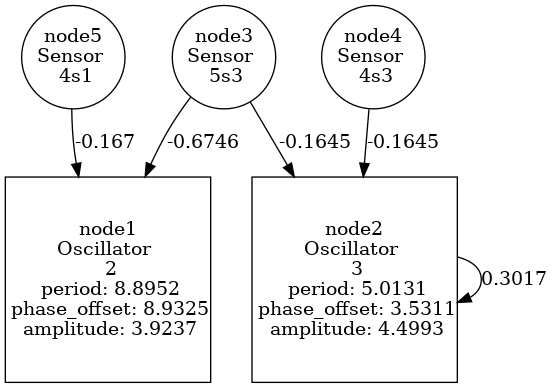 node5
Sensor
4s1
node3
Sensor
5s3
node4
Sensor
4s3
-0.167
-0.6746
-0.1645
-0.1645
node1
Oscillator
2
period: 8.8952
phase_offset: 8.9325
amplitude: 3.9237
node2
Oscillator
3
period: 5.0131
phase_offset: 3.5311
amplitude: 4.4993
0.3017